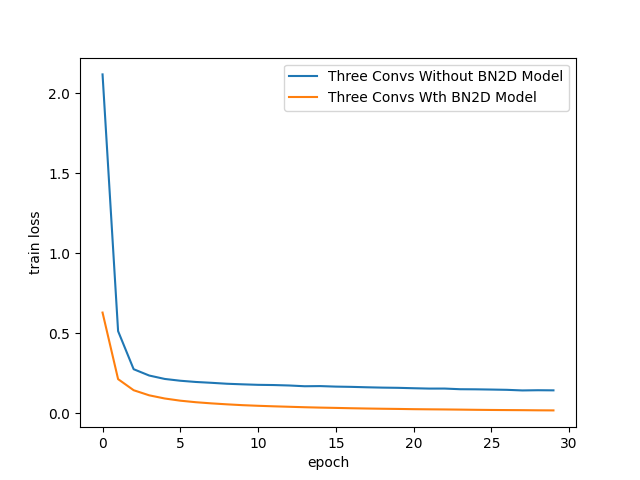 Three Convs Without BN2D Model
Three Convs Wth BN2D Model
2.0
1.5
1.0
0.5
0.0
train loss
0 5 10 15 20 25 30
epoch